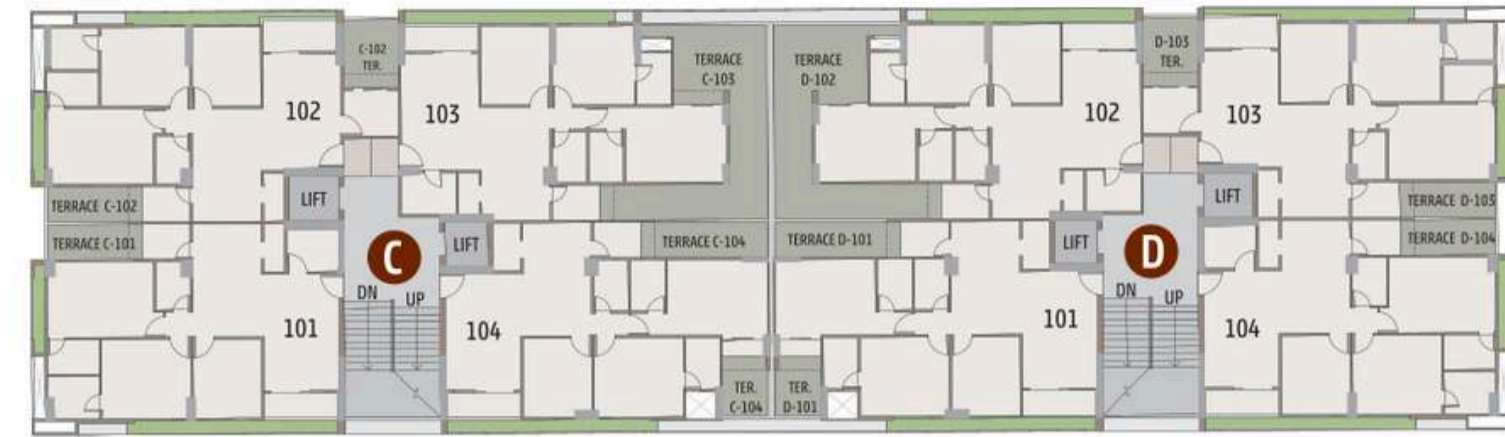 C-102
TER.
TERRACE
C-103
TERRACE
D-102
D-103
TER.
102
103
102
103
LIFT
LIFT
TERRACE C-102
TERRACE D-103
TERRACE C-101
C
LIFT
TERRACE C-104
TERRACE D-101
LIFT
D
TERRACE D-104
DN
UP
DN
UP
101
104
101
104
TER.
C-104
TER.
D-101